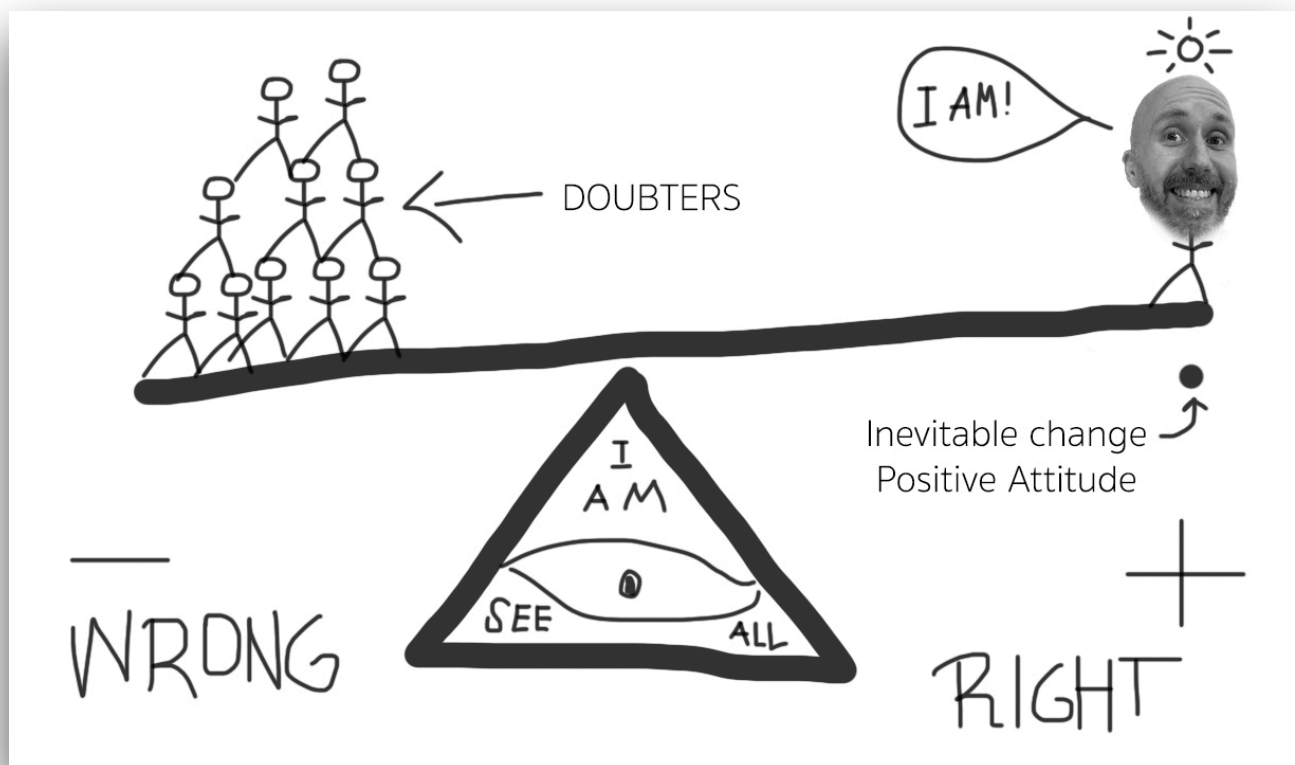 I AM!
DOUBTERS
Inevitable change
Positive Attitude
I
AM
SEE
ALL
WRONG
RIGHT